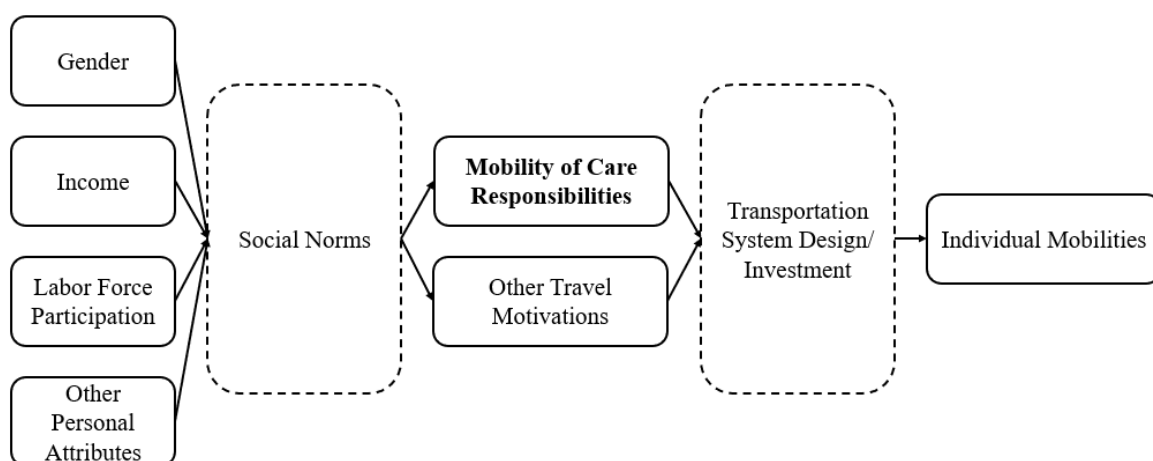 Gender
Income
Labor Force
Participation
Other
Personal
Attributes
Social Norms
Mobility of Care
Responsibilities
Other Travel
Motivations
Transportation
System Design/
Investment
Individual Mobilities